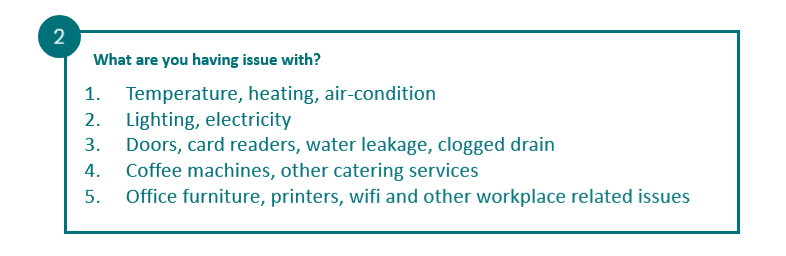 2
What are you having issue with?
1. Temperature, heating, air-condition
2. Lighting, electricity
3. Doors, card readers, water leakage, clogged drain
4. Coffee machines, other catering services
5. Office furniture, printers, wifi and other workplace related issues